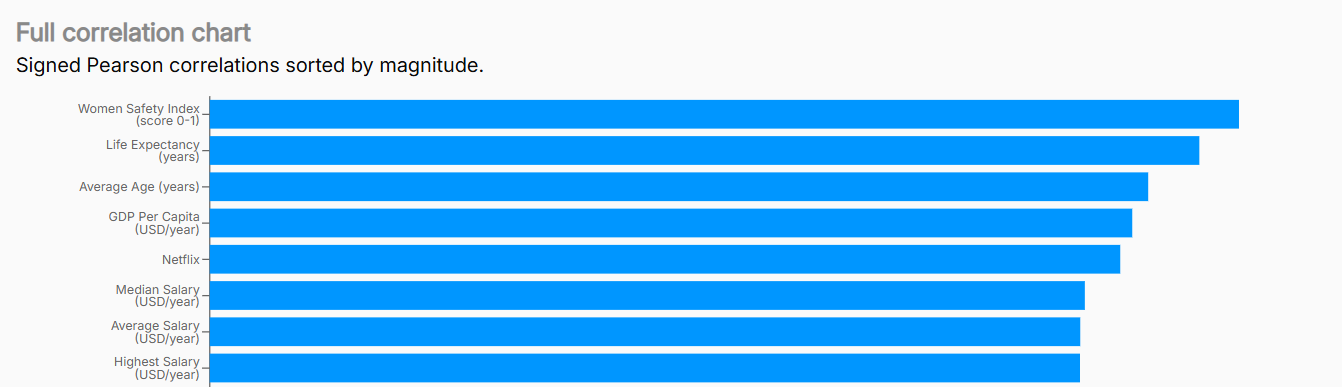 Full correlation chart
Signed Pearson correlations sorted by magnitude.
Women Safety Index
(score 0-1)
Life Expectancy
(years)
Average Age (years)
GDP Per Capita
(USD/year)
Netflix
Median Salary
(USD/year)
Average Salary
(USD/year)
Highest Salary
(USD/year)